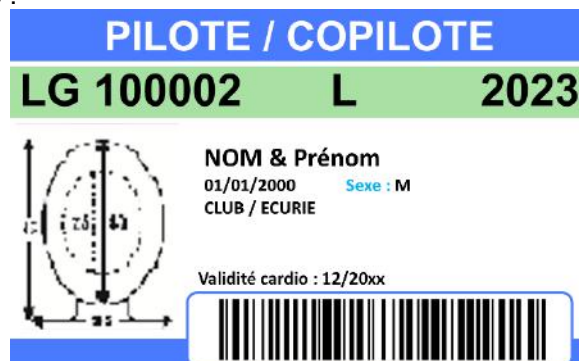 PILOTE / COPILOTE
LG 100002 L 2023
NOM & Prénom
01/01/2000 Sexe : M
CLUB / ECURIE
Validité cardio : 12/20xx